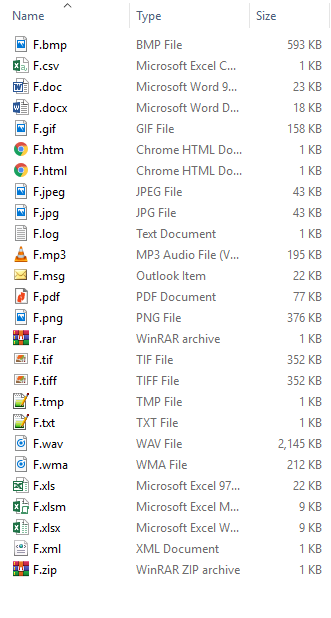 Name Type Size
F.bmp BMP File 593 KB
F.csv Microsoft Excel C... 1 KB
F.doc Microsoft Word 9... 23 KB
F.docx Microsoft Word D... 18 KB
F.gif GIF File 158 KB
F.htm Chrome HTML Do... 1 KB
F.html Chrome HTML Do... 1 KB
F.jpeg JPEG File 43 KB
F.jpg JPG File 43 KB
F.log Text Document 1 KB
F.mp3 MP3 Audio File (V... 195 KB
F.msg Outlook Item 22 KB
F.pdf PDF Document 77 KB
F.png PNG File 376 KB
F.rar WinRAR archive 1 KB
F.tif TIF File 352 KB
F.tiff TIFF File 352 KB
F.tmp TMP File 1 KB
F.txt TXT File 1 KB
F.wav WAV File 2,145 KB
F.wma WMA File 212 KB
F.xls Microsoft Excel 97... 22 KB
F.xlsm Microsoft Excel M... 9 KB
F.xlsx Microsoft Excel W... 9 KB
F.xml XML Document 1 KB
F.zip WinRAR ZIP archive 1 KB